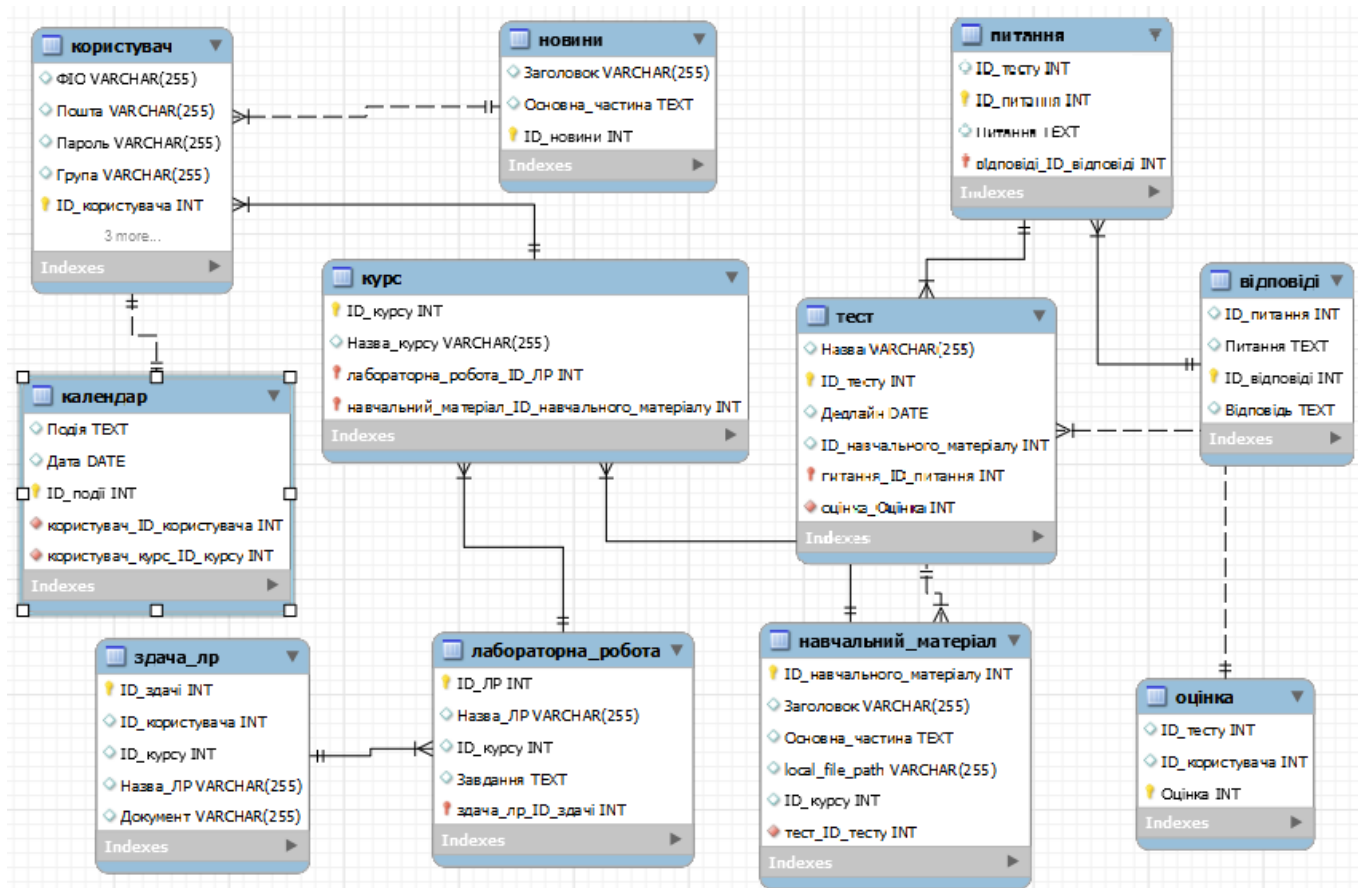 користувач
ФІО VARCHAR(255)
Пошта VARCHAR(255)
Пароль VARCHAR(255)
Група VARCHAR(255)
ID_користувача INT
3 more...
Indexes
новини
Заголовок VARCHAR(255)
Основна_частина TEXT
ID_новини INT
Indexes
питання
ID_тесту INT
ID_питання INT
Питання TEXT
відповіді_ID_відповіді INT
Indexes
курс
ID_курсу INT
Назва_курсу VARCHAR(255)
лабораторна_робота_ID_ЛР INT
навчальний_матеріал_ID_навчального_матеріалу INT
Indexes
тест
Назва VARCHAR(255)
ID_тесту INT
Дедлайн DATE
ID_навчального_матеріалу INT
питання_ID_питання INT
оцінка_Оцінка INT
Indexes
відповіді
ID_питання INT
Питання TEXT
ID_відповіді INT
Відповідь TEXT
Indexes
календар
Подія TEXT
Дата DATE
ID_події INT
користувач_ID_користувача INT
користувач_курс_ID_курсу INT
Indexes
здача_лр
ID_здачі INT
ID_користувача INT
ID_курсу INT
Назва_ЛР VARCHAR(255)
Документ VARCHAR(255)
Indexes
лабораторна_робота
ID_ЛР INT
Назва_ЛР VARCHAR(255)
ID_курсу INT
Завдання TEXT
здача_лр_ID_здачі INT
Indexes
навчальний_матеріал
ID_навчального_матеріалу INT
Заголовок VARCHAR(255)
Основна_частина TEXT
local_file_path VARCHAR(255)
ID_курсу INT
тест_ID_тесту INT
Indexes
оцінка
ID_тесту INT
ID_користувача INT
Оцінка INT
Indexes